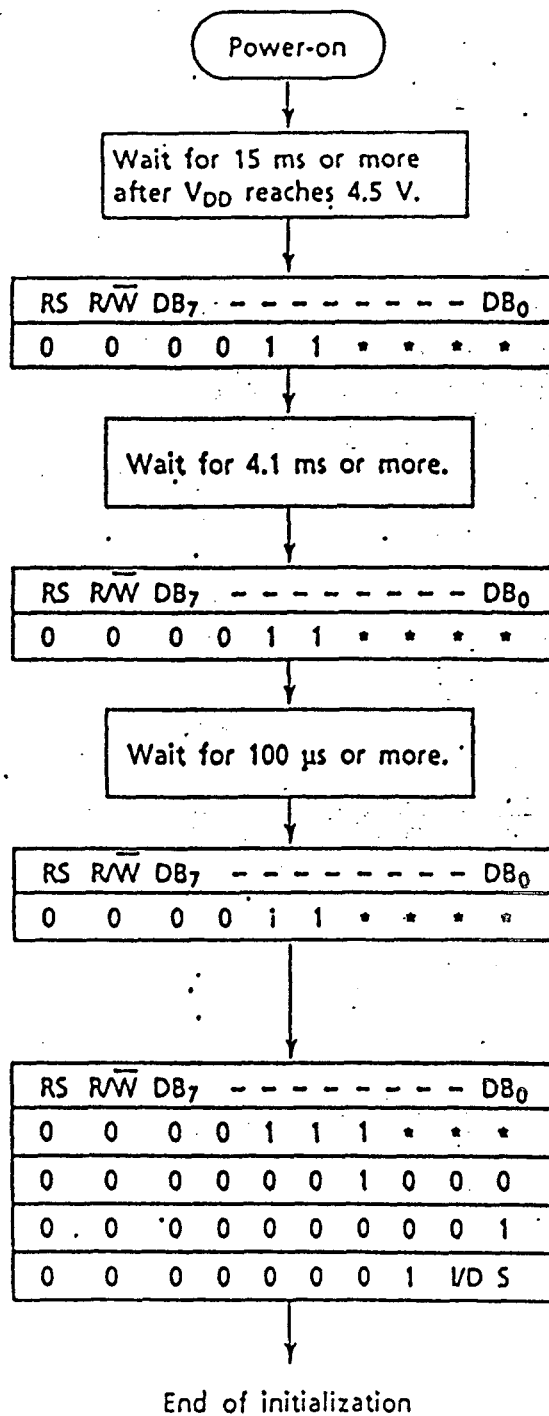 Power-on
Wait for 15 ms or more
after VDD reaches 4.5 V.
RS R/W̅ DB7 - - - - - - - - DB0
0 0 0 0 1 1 * * * *
Wait for 4.1 ms or more.
RS R/W̅ DB7 - - - - - - - - DB0
0 0 0 0 1 1 * * * *
Wait for 100 µs or more.
RS R/W̅ DB7 - - - - - - - - DB0
0 0 0 0 1 1 * * * *
RS R/W̅ DB7 - - - - - - - - DB0
0 0 0 0 1 1 1 * * *
0 0 0 0 0 0 1 0 0 0
0 0 0 0 0 0 0 0 0 1
0 0 0 0 0 0 0 1 I/D S
End of initialization